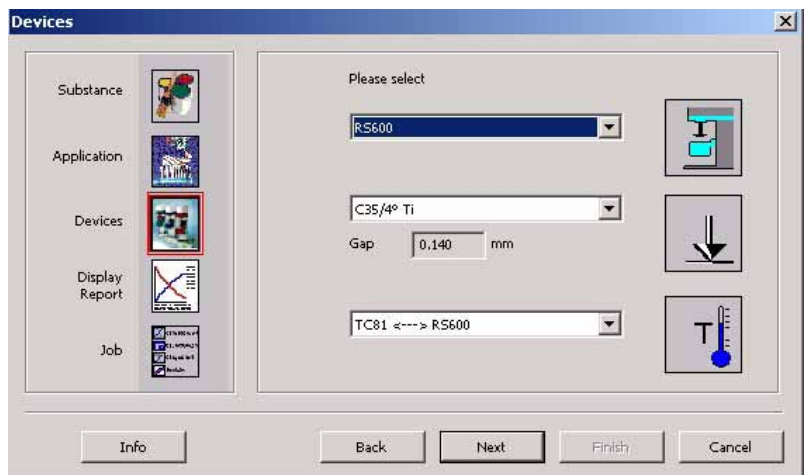 Devices
Substance
Application
Devices
Display
Report
Job
Please select
RS600
C35/4º Ti
Gap 0.140 mm
TC81 <---> RS600
T
Info
Back
Next
Finish
Cancel